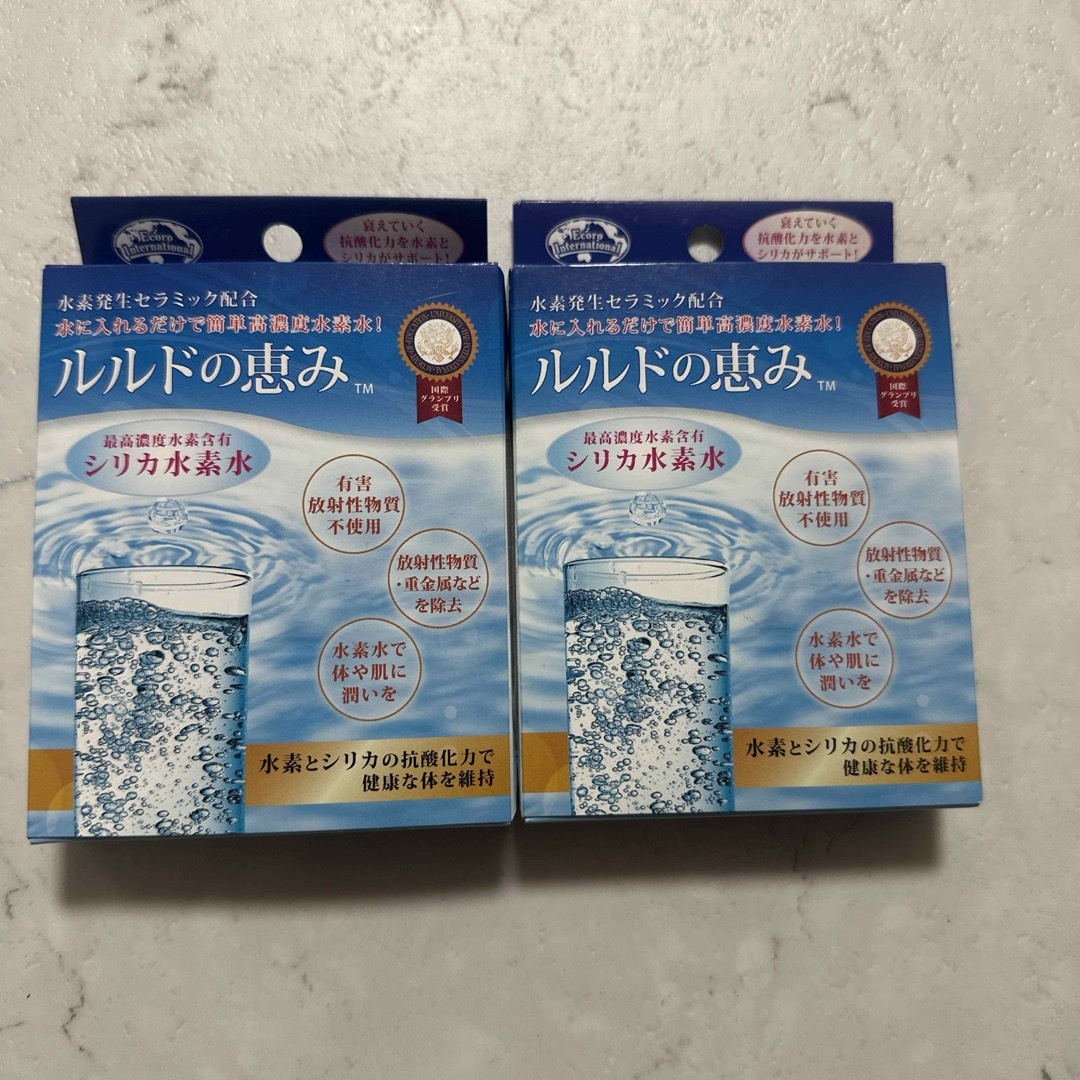 Ecorp
International
衰えていく
抗酸化力を水素と
シリカがサポート!
水素発生セラミック配合
水に入れるだけで簡単高濃度水素水!
ルルドの恵み TM
国際
グランプリ
受賞
最高濃度水素含有
シリカ水素水
有害
放射性物質
不使用
放射性物質
・重金属など
を除去
水素水で
体や肌に
潤いを
水素とシリカの抗酸化力で
健康な体を維持
Ecorp
International
衰えていく
抗酸化力を水素と
シリカがサポート!
水素発生セラミック配合
水に入れるだけで簡単高濃度水素水!
ルルドの恵み TM
国際
グランプリ
受賞
最高濃度水素含有
シリカ水素水
有害
放射性物質
不使用
放射性物質
・重金属など
を除去
水素水で
体や肌に
潤いを
水素とシリカの抗酸化力で
健康な体を維持